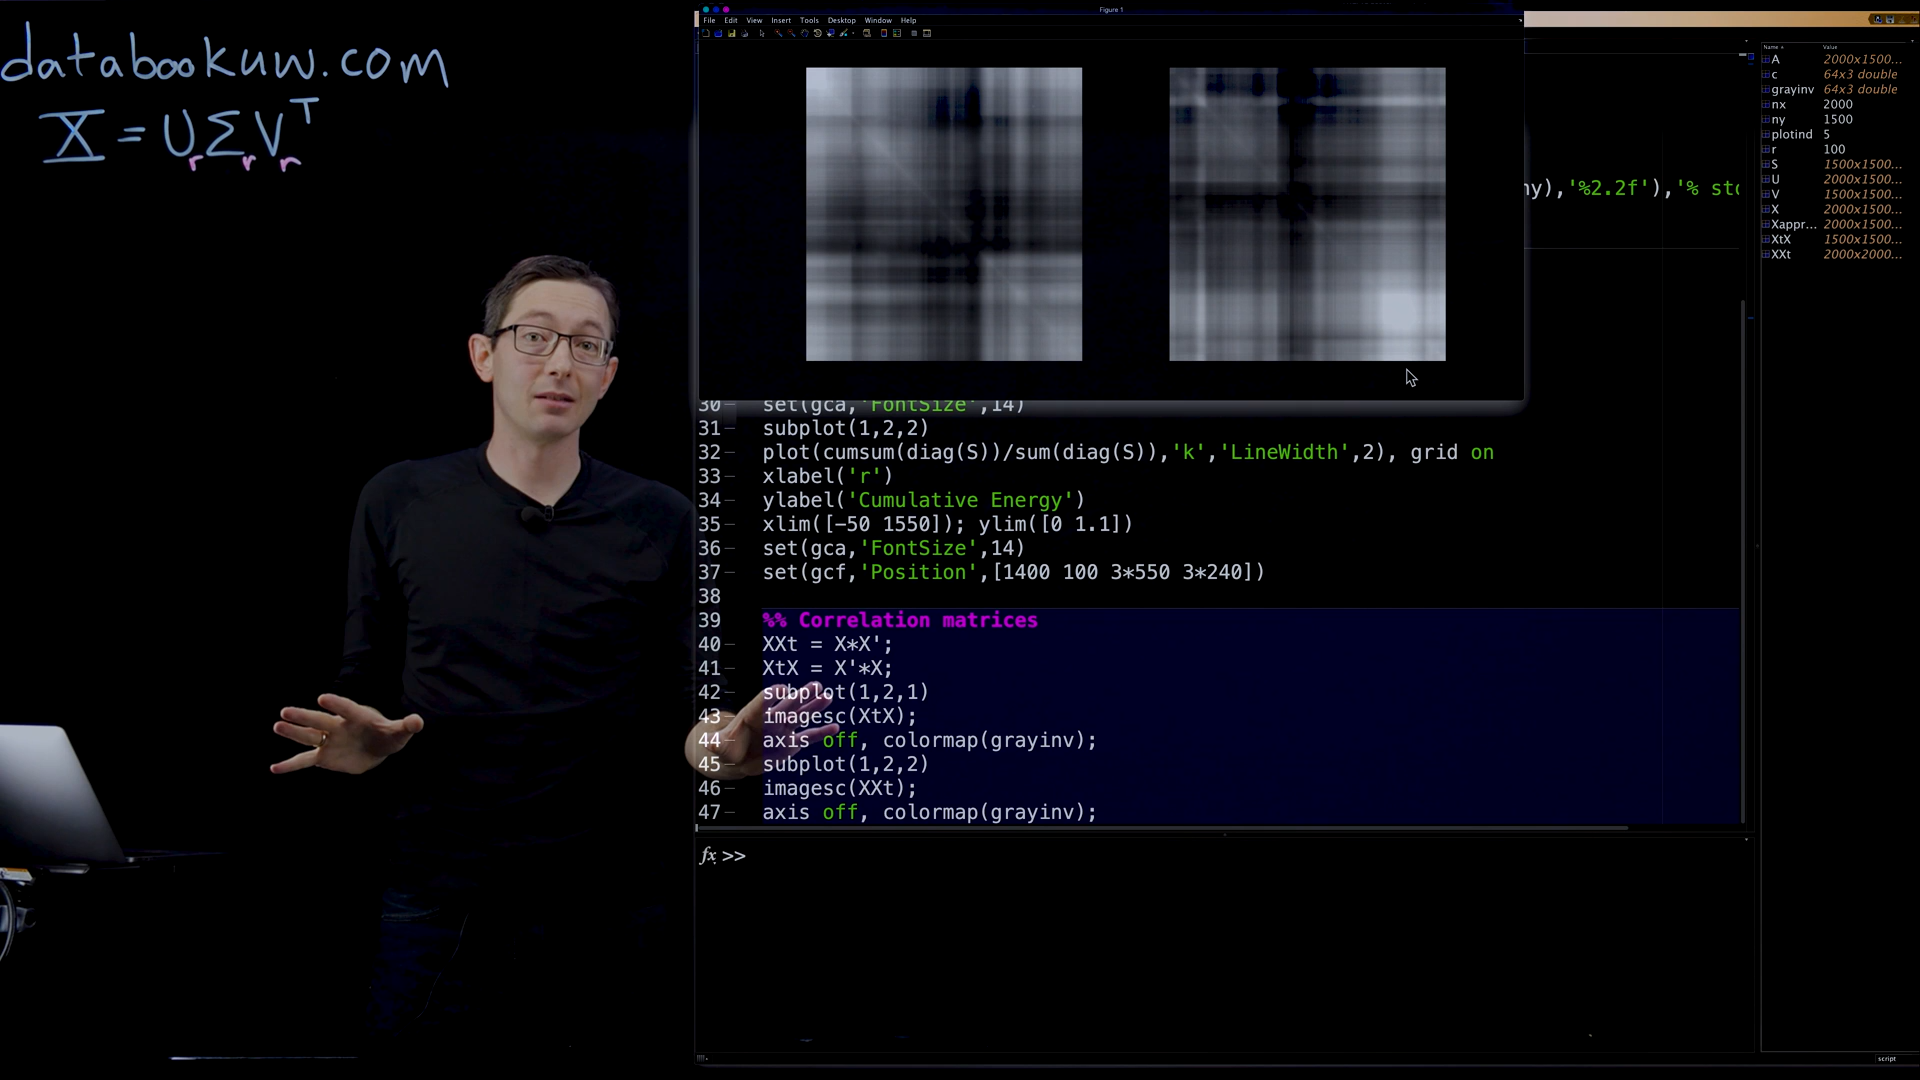 databookuw.com
X = UrΣrVrT
Figure 1
File Edit View Insert Tools Desktop Window Help
ny),'%2.2f'),'% sto
30 set(gca,'FontSize',14)
31 subplot(1,2,2)
32 plot(cumsum(diag(S))/sum(diag(S)),'k','LineWidth',2), grid on
33 xlabel('r')
34 ylabel('Cumulative Energy')
35 xlim([-50 1550]); ylim([0 1.1])
36 set(gca,'FontSize',14)
37 set(gcf,'Position',[1400 100 3*550 3*240])
38
39 %% Correlation matrices
40 XXt = X*X';
41 XtX = X'*X;
42 subplot(1,2,1)
43 imagesc(XtX);
44 axis off, colormap(grayinv);
45 subplot(1,2,2)
46 imagesc(XXt);
47 axis off, colormap(grayinv);
fx >>
Name Value
A 2000x1500...
c 64x3 double
grayinv 64x3 double
nx 2000
ny 1500
plotind 5
r 100
S 1500x1500...
U 2000x1500...
V 1500x1500...
X 2000x1500...
Xappr... 2000x1500...
XtX 1500x1500...
XXt 2000x2000...
script